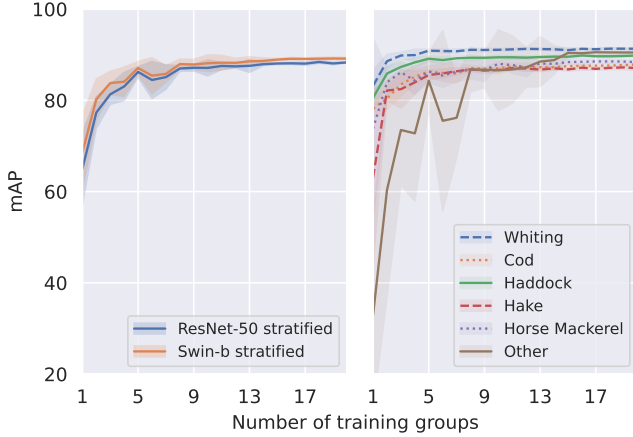 100
80
60
40
20
mAP
ResNet-50 stratified
Swin-b stratified
1 5 9 13 17
Whiting
Cod
Haddock
Hake
Horse Mackerel
Other
1 5 9 13 17
Number of training groups